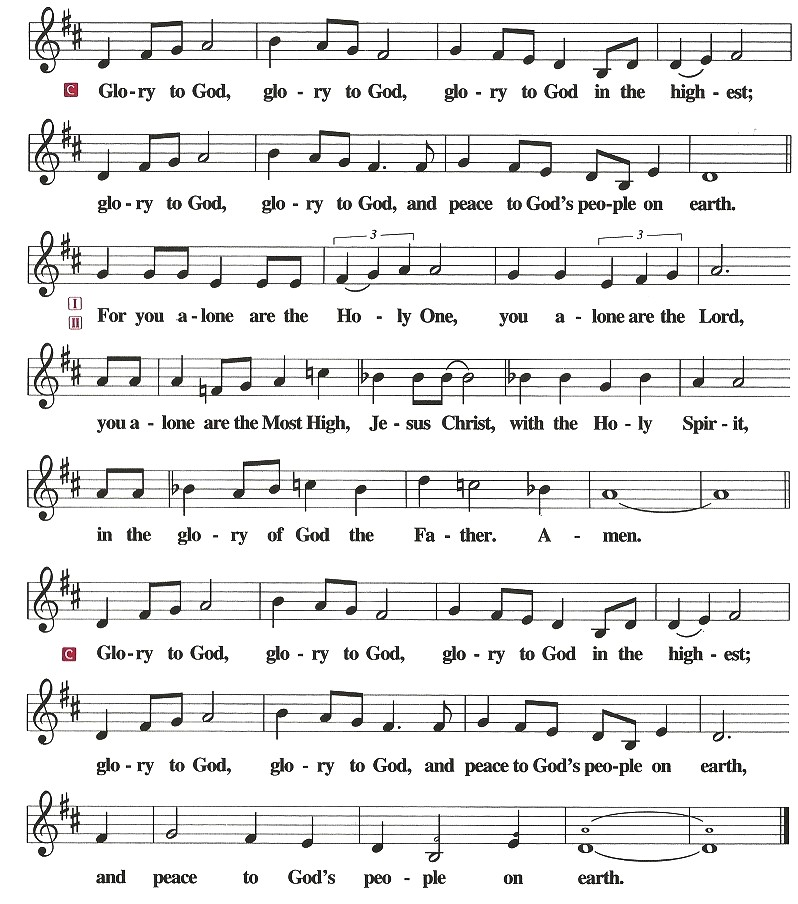 C Glo - ry to God, glo - ry to God, glo - ry to God in the high - est;
glo - ry to God, glo - ry to God, and peace to God's peo - ple on earth.
3 3
I
II For you a - lone are the Ho - ly One, you a - lone are the Lord,
you a - lone are the Most High, Je - sus Christ, with the Ho - ly Spir - it,
in the glo - ry of God the Fa - ther. A - men.
C Glo - ry to God, glo - ry to God, glo - ry to God in the high - est;
glo - ry to God, glo - ry to God, and peace to God's peo - ple on earth,
and peace to God's peo - ple on earth.